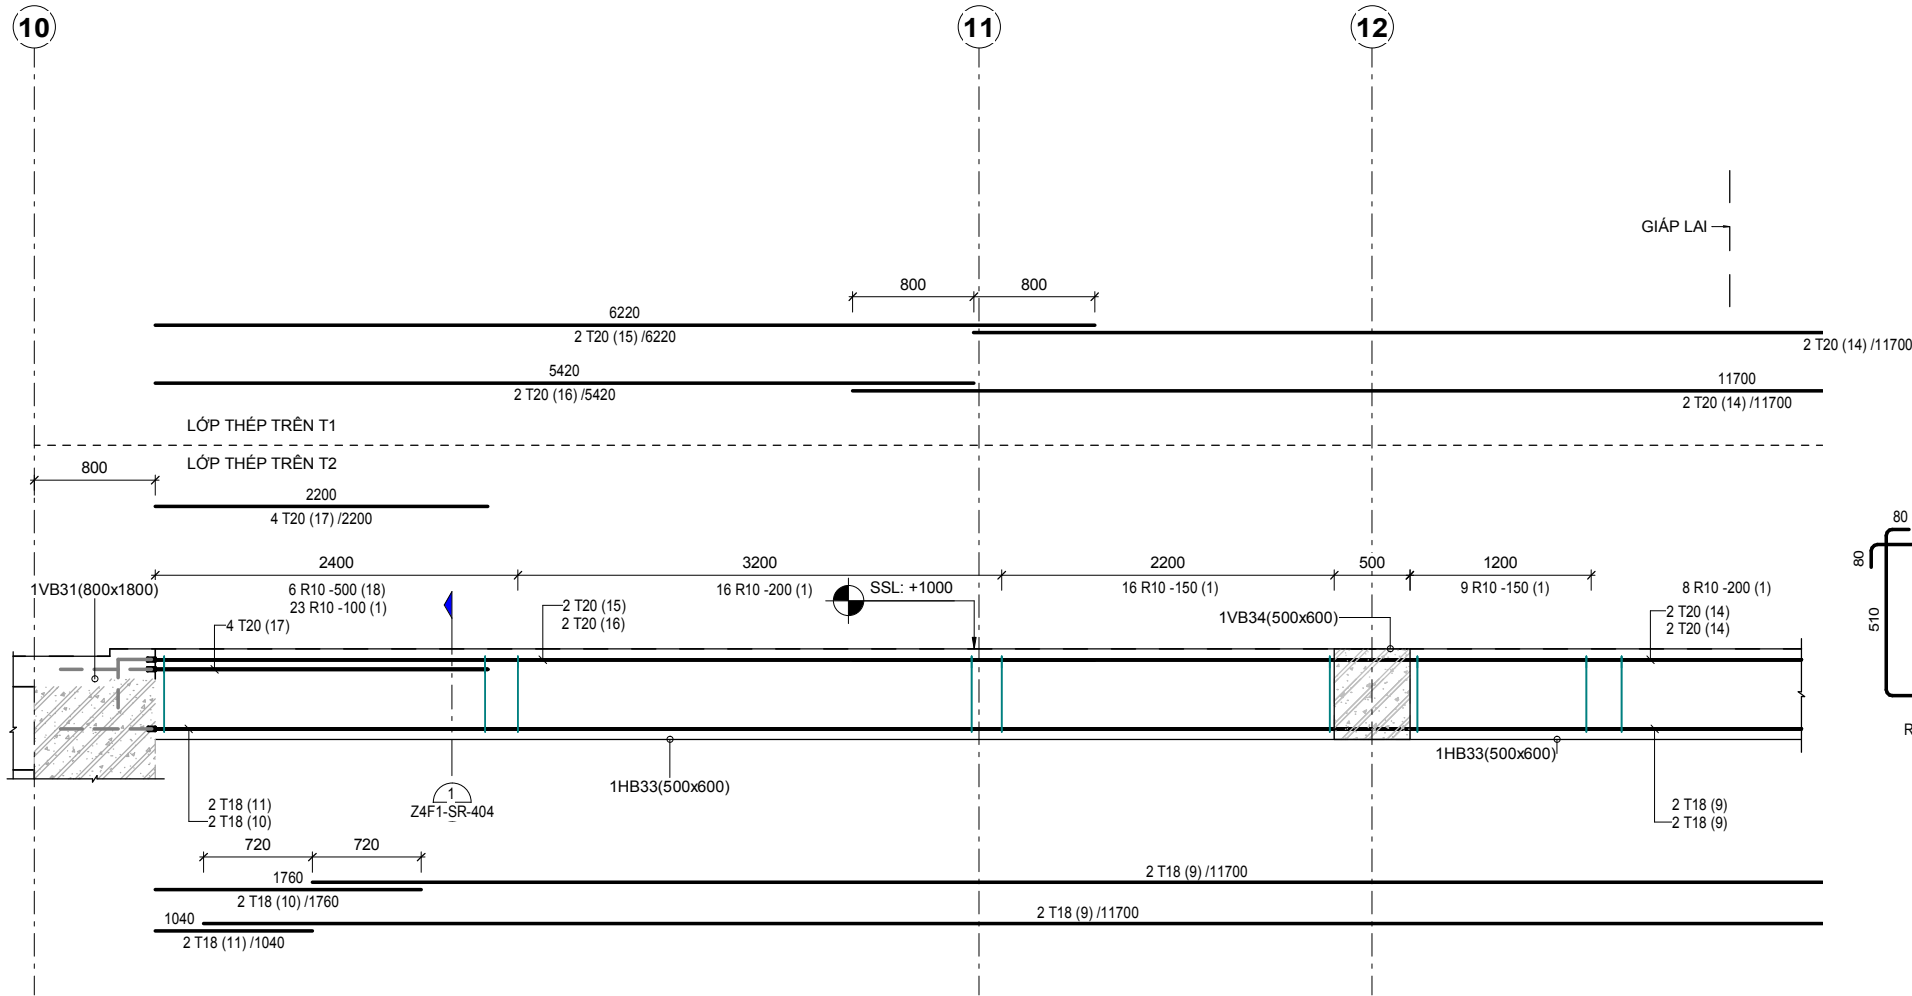 10
11
12
GIÁP LAI
800
800
6220
2 T20 (15) /6220
2 T20 (14) /11700
5420
2 T20 (16) /5420
11700
2 T20 (14) /11700
LỚP THÉP TRÊN T1
LỚP THÉP TRÊN T2
800
2200
4 T20 (17) /2200
80
80
510
2400
3200
2200
500
1200
1VB31(800x1800)
6 R10 -500 (18)
23 R10 -100 (1)
16 R10 -200 (1)
SSL: +1000
16 R10 -150 (1)
9 R10 -150 (1)
8 R10 -200 (1)
4 T20 (17)
2 T20 (15)
2 T20 (16)
1VB34(500x600)
2 T20 (14)
2 T20 (14)
R
1HB33(500x600)
1HB33(500x600)
1
Z4F1-SR-404
2 T18 (11)
2 T18 (10)
2 T18 (9)
2 T18 (9)
720
720
1760
2 T18 (10) /1760
2 T18 (9) /11700
1040
2 T18 (11) /1040
2 T18 (9) /11700